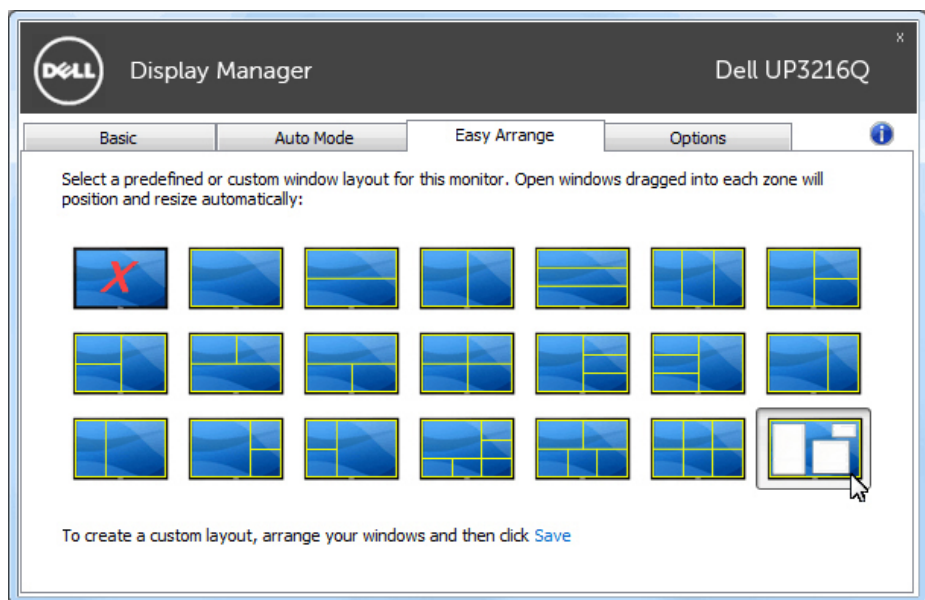 x
DELL Display Manager Dell UP3216Q
Basic Auto Mode Easy Arrange Options i
Select a predefined or custom window layout for this monitor. Open windows dragged into each zone will
position and resize automatically:
X
To create a custom layout, arrange your windows and then click Save